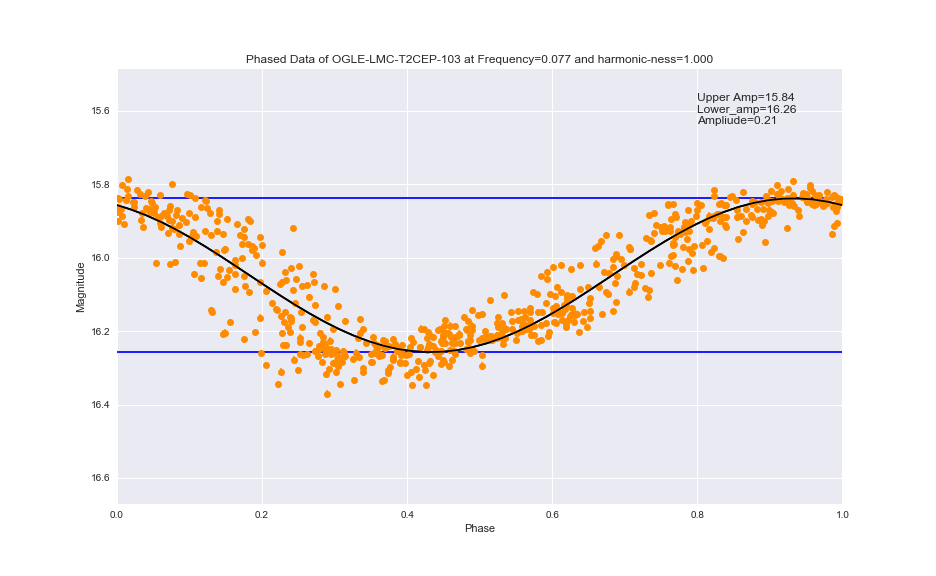 Phased Data of OGLE-LMC-T2CEP-103 at Frequency=0.077 and harmonic-ness=1.000
Upper Amp=15.84
Lower_amp=16.26
Ampliude=0.21
15.6
15.8
16.0
16.2
16.4
16.6
Magnitude
0.0 0.2 0.4 0.6 0.8 1.0
Phase